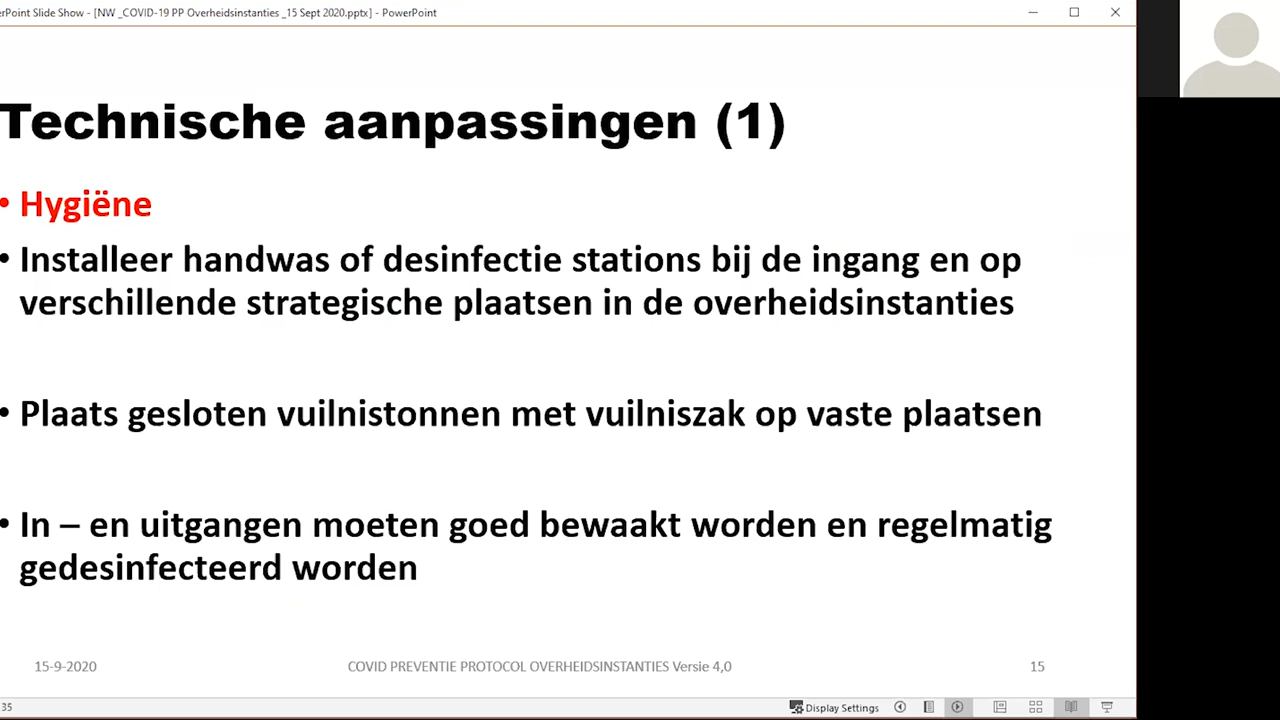 PowerPoint Slide Show - [NW _COVID-19 PP Overheidsinstanties _15 Sept 2020.pptx] - PowerPoint
Technische aanpassingen (1)
• Hygiëne
• Installeer handwas of desinfectie stations bij de ingang en op
verschillende strategische plaatsen in de overheidsinstanties
• Plaats gesloten vuilnistonnen met vuilniszak op vaste plaatsen
• In – en uitgangen moeten goed bewaakt worden en regelmatig
gedesinfecteerd worden
15-9-2020 COVID PREVENTIE PROTOCOL OVERHEIDSINSTANTIES Versie 4,0 15
35 Display Settings